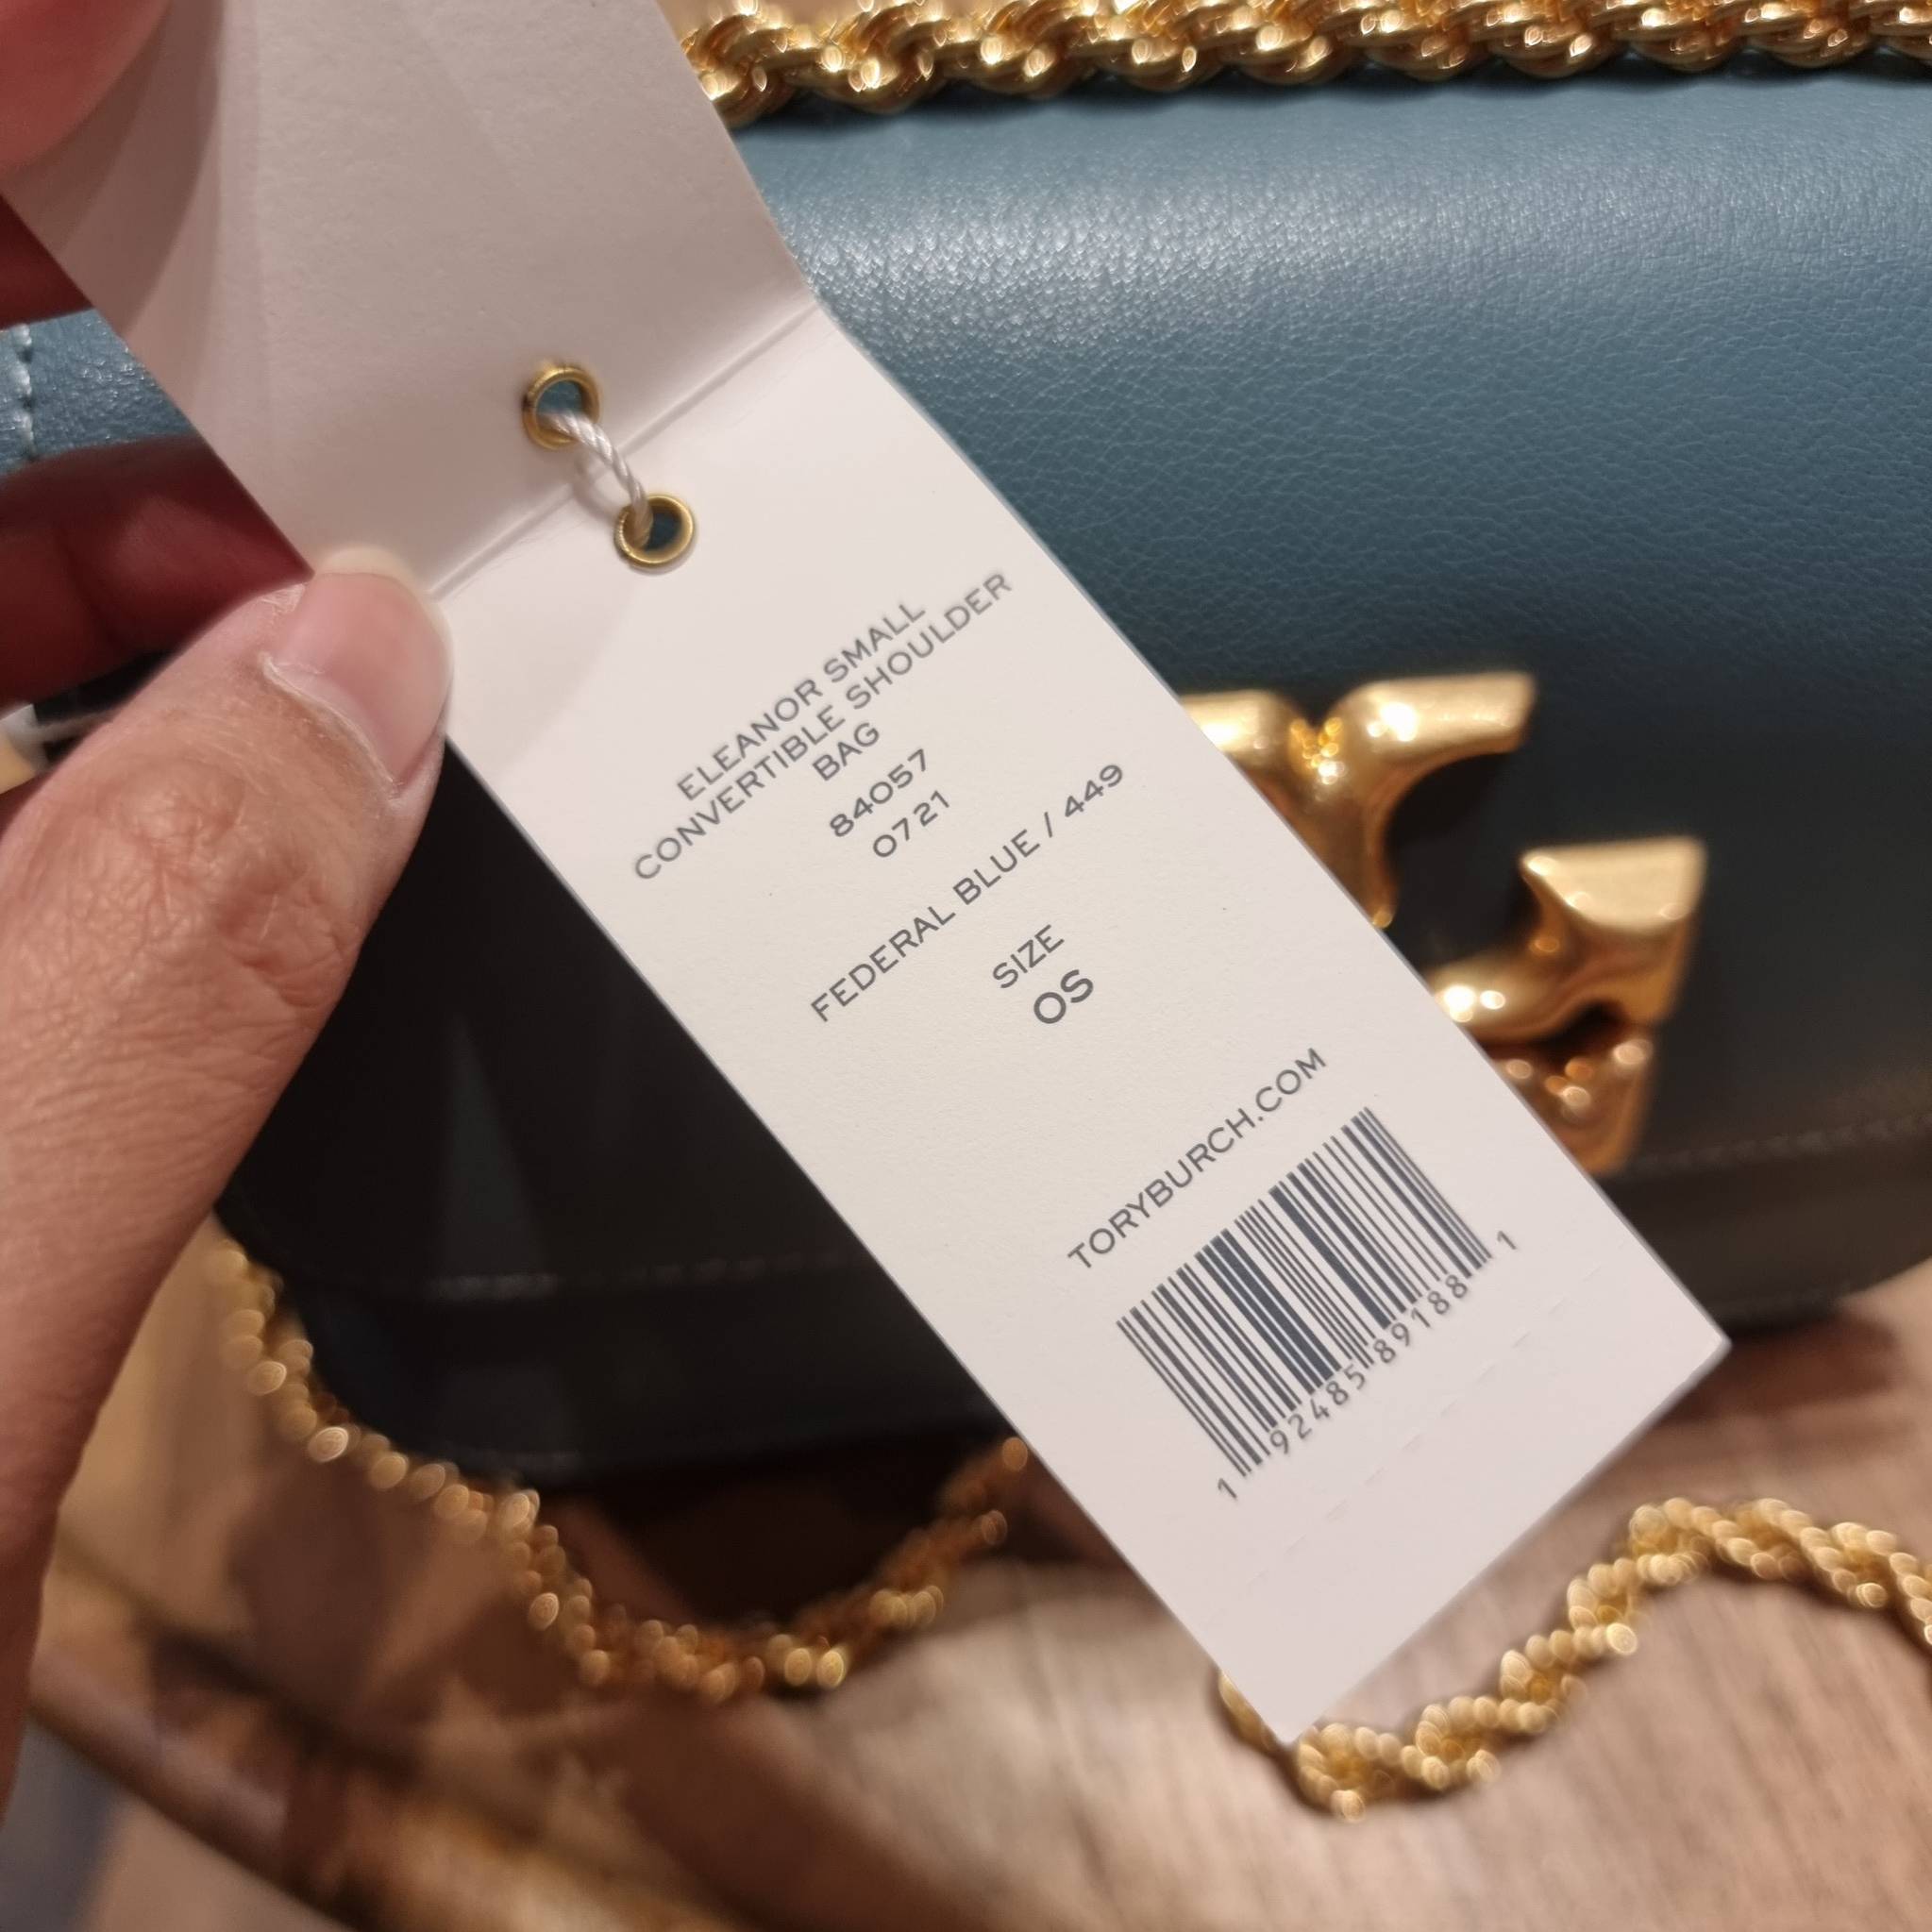 ELEANOR SMALL
CONVERTIBLE SHOULDER
BAG
84057
0721
FEDERAL BLUE / 449
SIZE
OS
TORYBURCH.COM
1 92485 89188 1